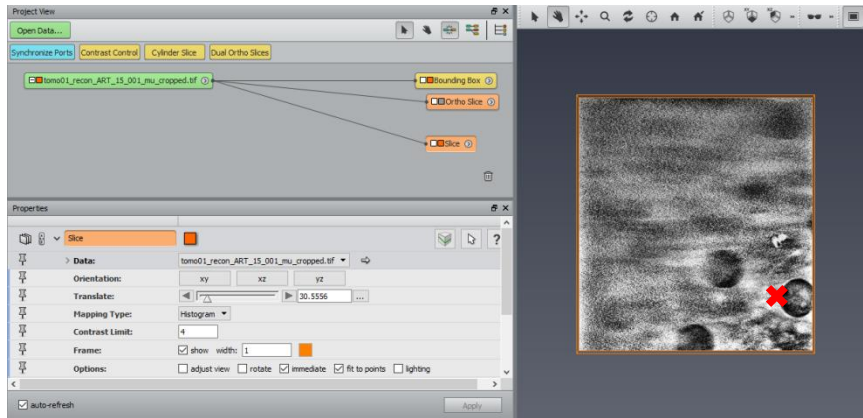 Project View
Open Data...
Synchronize Ports Contrast Control Cylinder Slice Dual Ortho Slices
tomo01_recon_ART_15_001_mu_cropped.tif
Bounding Box
Ortho Slice
Slice
Properties
Slice
?
Data: tomo01_recon_ART_15_001_mu_cropped.tif
Orientation: xy xz yz
Translate: 30.5556 ...
Mapping Type: Histogram
Contrast Limit: 4
Frame: show width: 1
Options: adjust view rotate immediate fit to points lighting
auto-refresh Apply